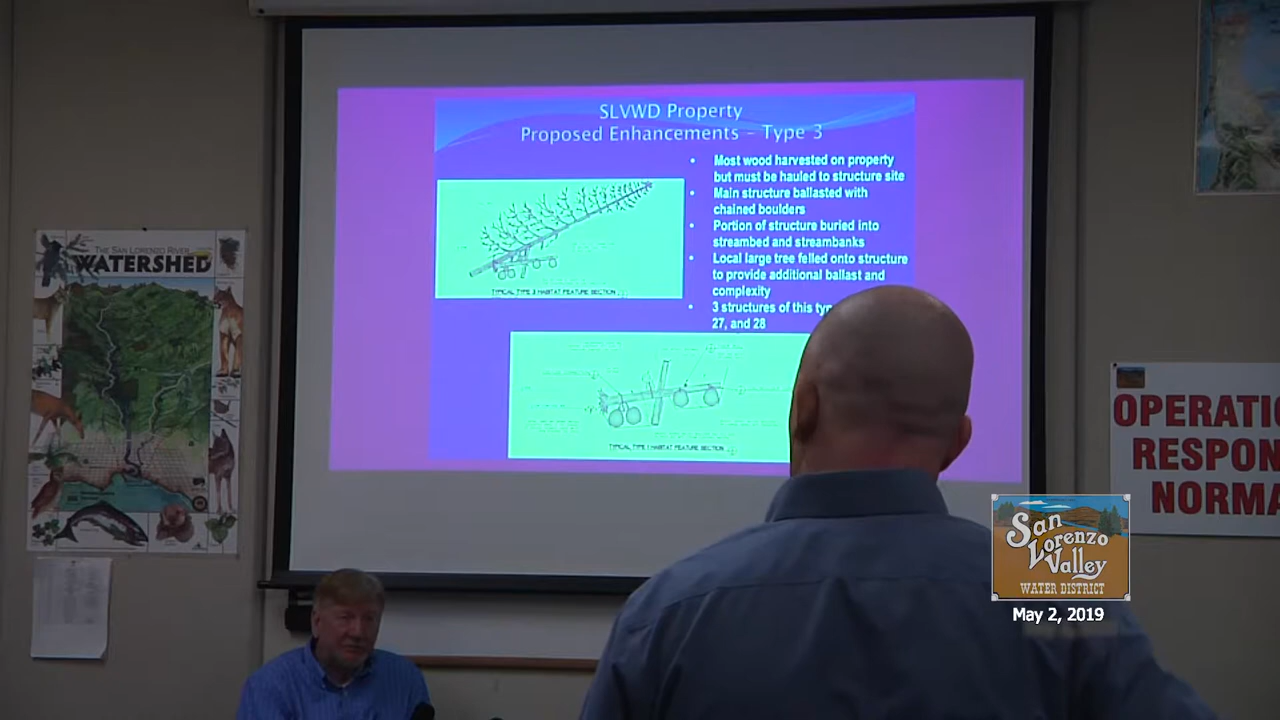 SLVWD Property
Proposed Enhancements – Type 3
• Most wood harvested on property
but must be hauled to structure site
• Main structure ballasted with
chained boulders
• Portion of structure buried into
streambed and streambanks
• Local large tree felled onto structure
to provide additional ballast and
complexity
• 3 structures of this typ
27, and 28
TYPICAL TYPE 3 HABITAT FEATURE SECTION
TYPICAL TYPE 1 HABITAT FEATURE SECTION
THE SAN LORENZO RIVER
WATERSHED
OPERATIO
RESPON
NORMA
San
Lorenzo
Valley
WATER DISTRICT
May 2, 2019